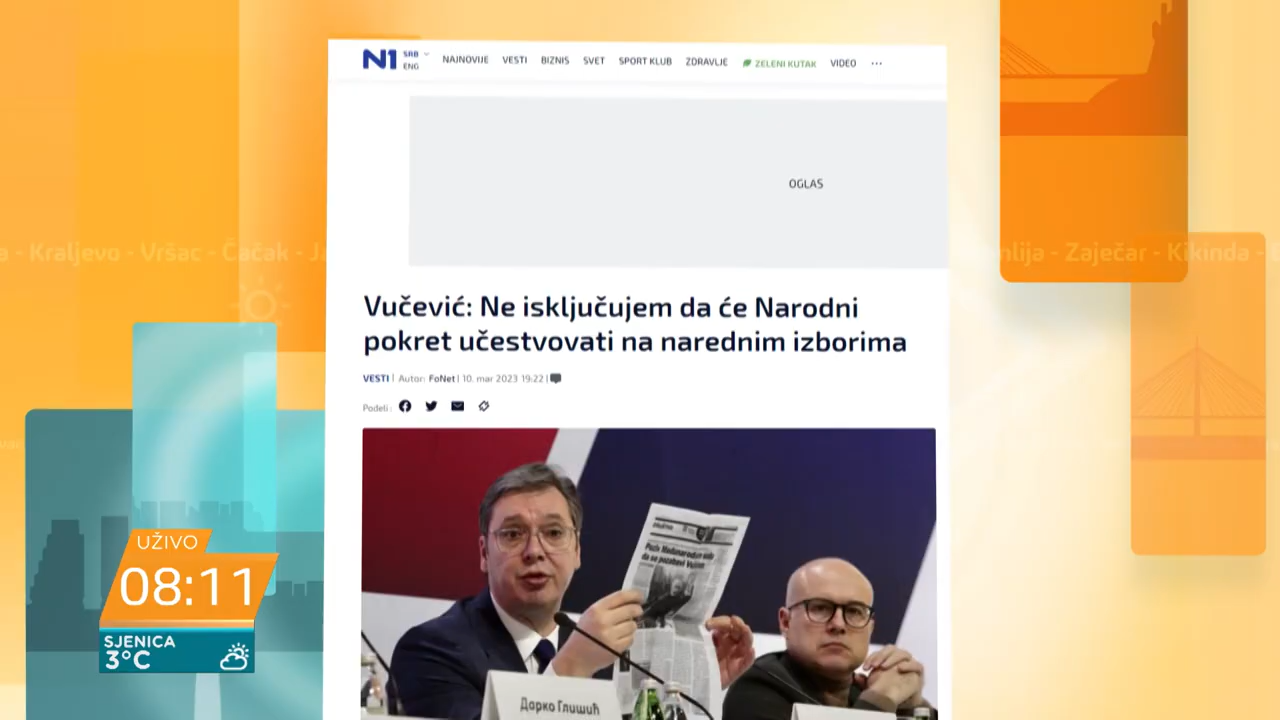 N1
SRB
ENG
NAJNOVIJE VESTI BIZNIS SVET SPORT KLUB ZDRAVLJE ZELENI KUTAK VIDEO ...
OGLAS
- Kraljevo - Vršac - Čačak -
- Zaječar - Kikinda -
Vučević: Ne isključujem da će Narodni
pokret učestvovati na narednim izborima
VESTI | Autor: FoNet | 10. mar 2023 19:22 |
Podeli:
Дарко Глишић
UŽIVO
08:11
SJENICA
3°C